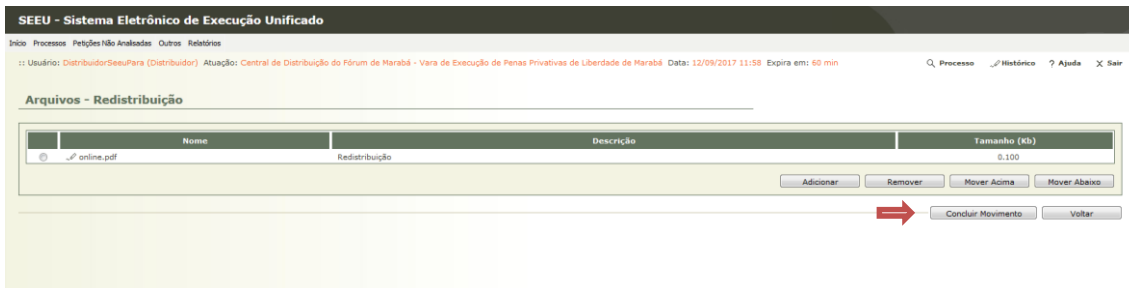 SEEU - Sistema Eletrônico de Execução Unificado
Início Processos Petições Não Analisadas Outros Relatórios
:: Usuário: DistribuidorSeeuPara (Distribuidor) Atuação: Central de Distribuição do Fórum de Marabá - Vara de Execução de Penas Privativas de Liberdade de Marabá Data: 12/09/2017 11:58 Expira em: 60 min Processo Histórico ? Ajuda X Sair
Arquivos - Redistribuição
Nome Descrição Tamanho (Kb)
online.pdf Redistribuição 0.100
Adicionar Remover Mover Acima Mover Abaixo
Concluir Movimento Voltar